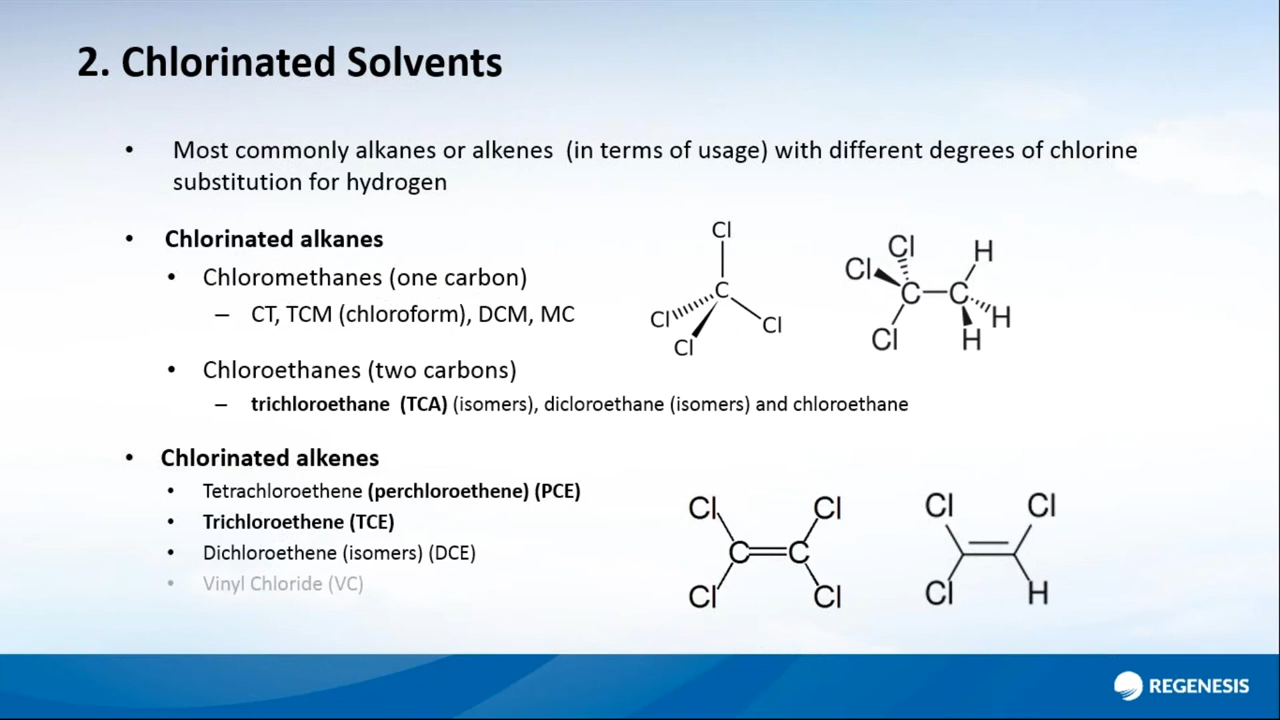 2. Chlorinated Solvents
• Most commonly alkanes or alkenes (in terms of usage) with different degrees of chlorine
substitution for hydrogen
• Chlorinated alkanes
• Chloromethanes (one carbon)
– CT, TCM (chloroform), DCM, MC
• Chloroethanes (two carbons)
– trichloroethane (TCA) (isomers), dicloroethane (isomers) and chloroethane
Cl
C
Cl
Cl
Cl
Cl
H
Cl
C
C
H
Cl
H
• Chlorinated alkenes
• Tetrachloroethene (perchloroethene) (PCE)
• Trichloroethene (TCE)
• Dichloroethene (isomers) (DCE)
• Vinyl Chloride (VC)
Cl
Cl
C
C
Cl
Cl
Cl
Cl
Cl
H
REGENESIS